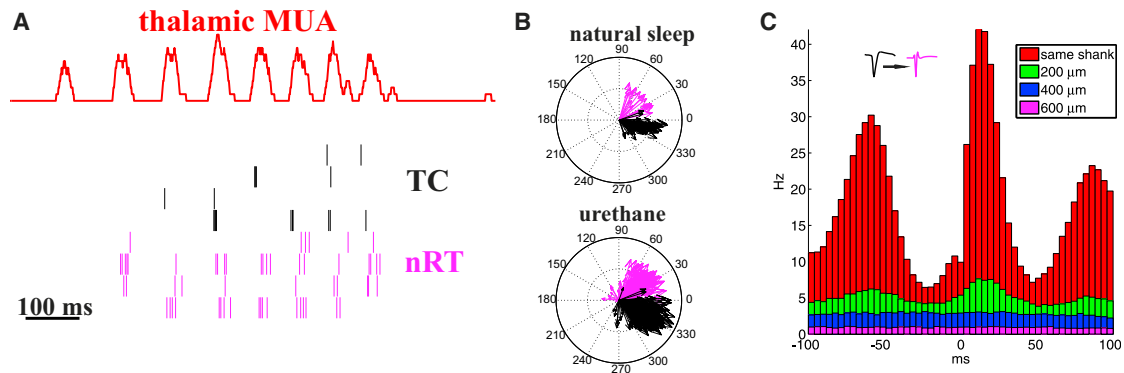 A
thalamic MUA
TC
nRT
100 ms
B
natural sleep
90
120 60
150 30
180 0
210 330
240 300
270
urethane
90
120 60
150 30
180 0
210 330
240 300
270
C
same shank
200 μm
400 μm
600 μm
Hz
40
35
30
25
20
15
10
5
0
-100 -50 0 50 100
ms